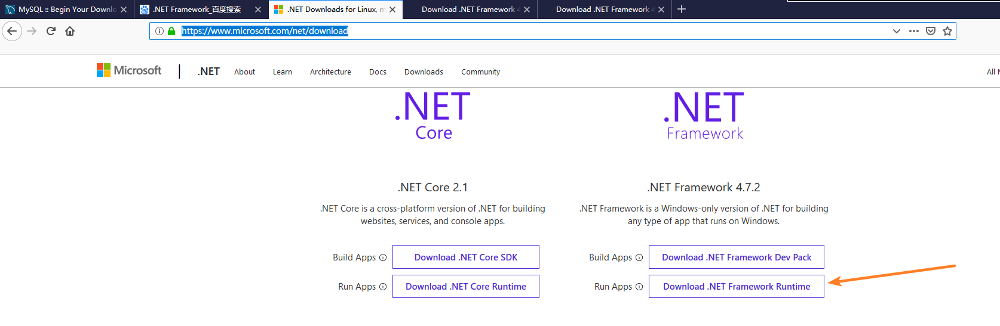 MySQL :: Begin Your Downlo
.NET Framework_百度搜索
.NET Downloads for Linux, m
Download .NET Framework 4
Download .NET Framework 4
https://www.microsoft.com/net/download
Microsoft
.NET
About
Learn
Architecture
Docs
Downloads
Community
All M
.NET
Core
.NET
Framework
.NET Core 2.1
.NET Core is a cross-platform version of .NET for building
websites, services, and console apps.
Build Apps
Download .NET Core SDK
Run Apps
Download .NET Core Runtime
.NET Framework 4.7.2
.NET Framework is a Windows-only version of .NET for building
any type of app that runs on Windows.
Build Apps
Download .NET Framework Dev Pack
Run Apps
Download .NET Framework Runtime